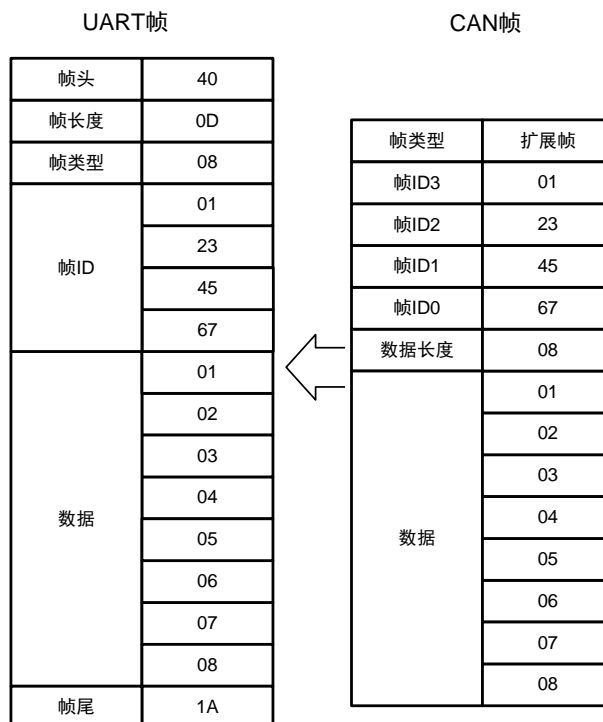 UART帧
帧头 40
帧长度 0D
帧类型 08
帧ID
01
23
45
67
数据
01
02
03
04
05
06
07
08
帧尾 1A
CAN帧
帧类型 扩展帧
帧ID3 01
帧ID2 23
帧ID1 45
帧ID0 67
数据长度 08
数据
01
02
03
04
05
06
07
08